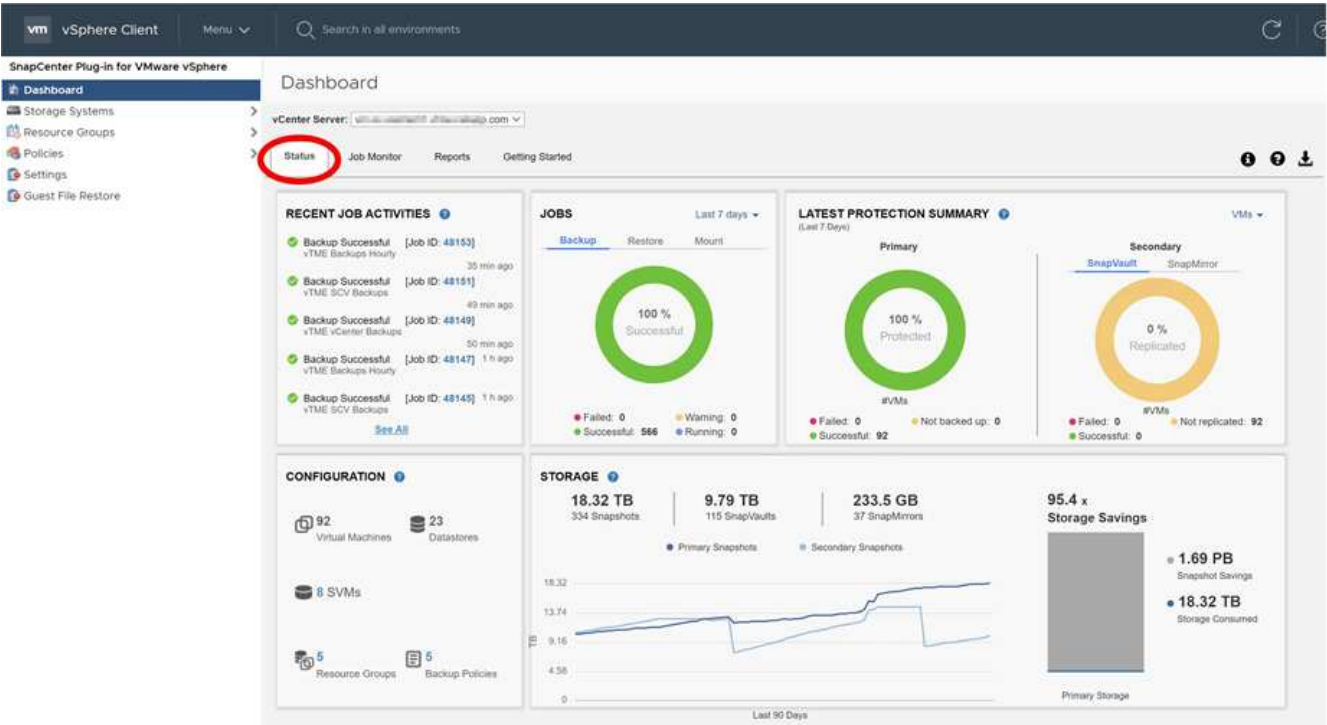 vm vSphere Client Menu Search in all environments
SnapCenter Plug-in for VMware vSphere
Dashboard
Storage Systems
Resource Groups
Policies
Settings
Guest File Restore
Dashboard
vCenter Server: .com
Status Job Monitor Reports Getting Started
RECENT JOB ACTIVITIES
Backup Successful [Job ID: 48153]
vTME Backups Hourly
35 min ago
Backup Successful [Job ID: 48151]
vTME SCV Backups
49 min ago
Backup Successful [Job ID: 48149]
vTME vCenter Backups
50 min ago
Backup Successful [Job ID: 48147] 1 h ago
vTME Backups Hourly
Backup Successful [Job ID: 48145] 1 h ago
vTME SCV Backups
See All
JOBS Last 7 days
Backup Restore Mount
100 %
Successful
Failed: 0 Warning: 0
Successful: 566 Running: 0
LATEST PROTECTION SUMMARY VMs
(Last 7 Days)
Primary
100 %
Protected
#VMs
Failed: 0 Not backed up: 0
Successful: 92
Secondary
SnapVault SnapMirror
0 %
Replicated
#VMs
Failed: 0 Not replicated: 92
Successful: 0
CONFIGURATION
92
Virtual Machines
23
Datastores
8 SVMs
5
Resource Groups
5
Backup Policies
STORAGE
18.32 TB
334 Snapshots
9.79 TB
115 SnapVaults
233.5 GB
37 SnapMirrors
Primary Snapshots Secondary Snapshots
18.32
13.74
9.16
4.58
0
TB
Last 90 Days
95.4 x
Storage Savings
1.69 PB
Snapshot Savings
18.32 TB
Storage Consumed
Primary Storage